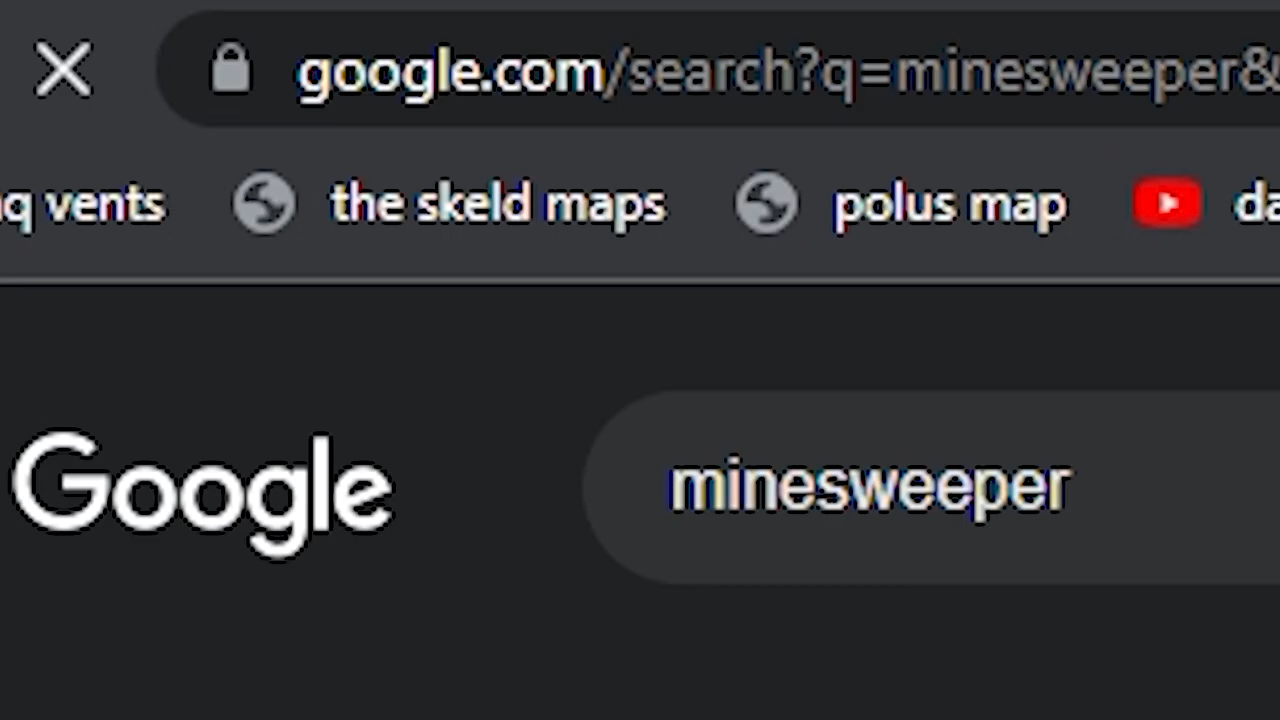 google.com/search?q=minesweeper&
vents the skeld maps polus map
Google minesweeper